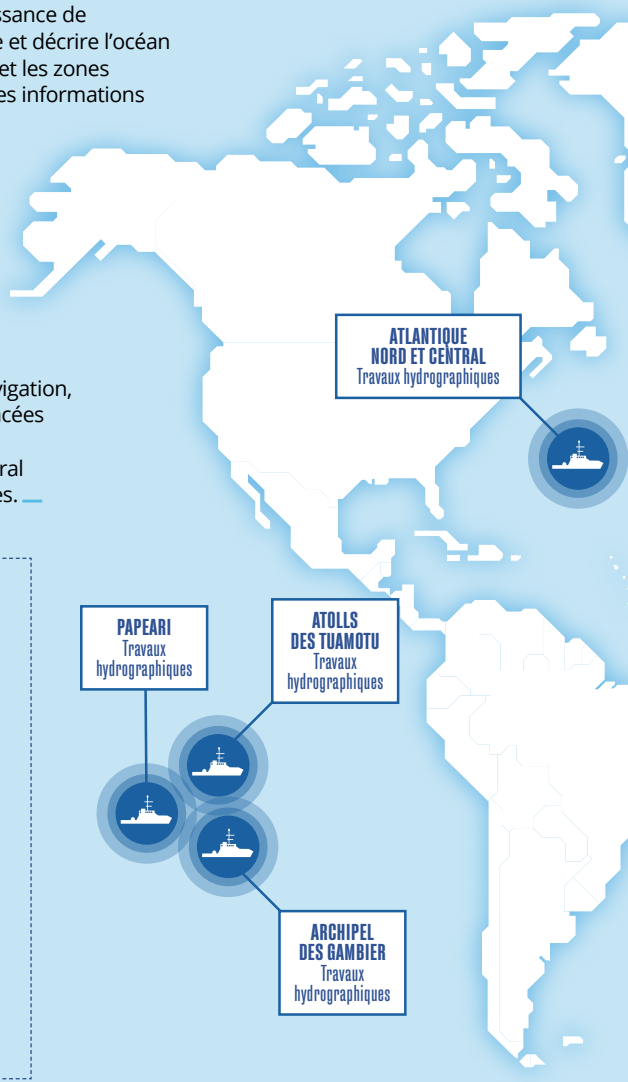 ssance de
e et décrire l’océan
et les zones
es informations
vigation,
cées
ral
es.
ATLANTIQUE
NORD ET CENTRAL
Travaux hydrographiques
PAPEARI
Travaux
hydrographiques
ATOLLS
DES TUAMOTU
Travaux
hydrographiques
ARCHIPEL
DES GAMBIER
Travaux
hydrographiques